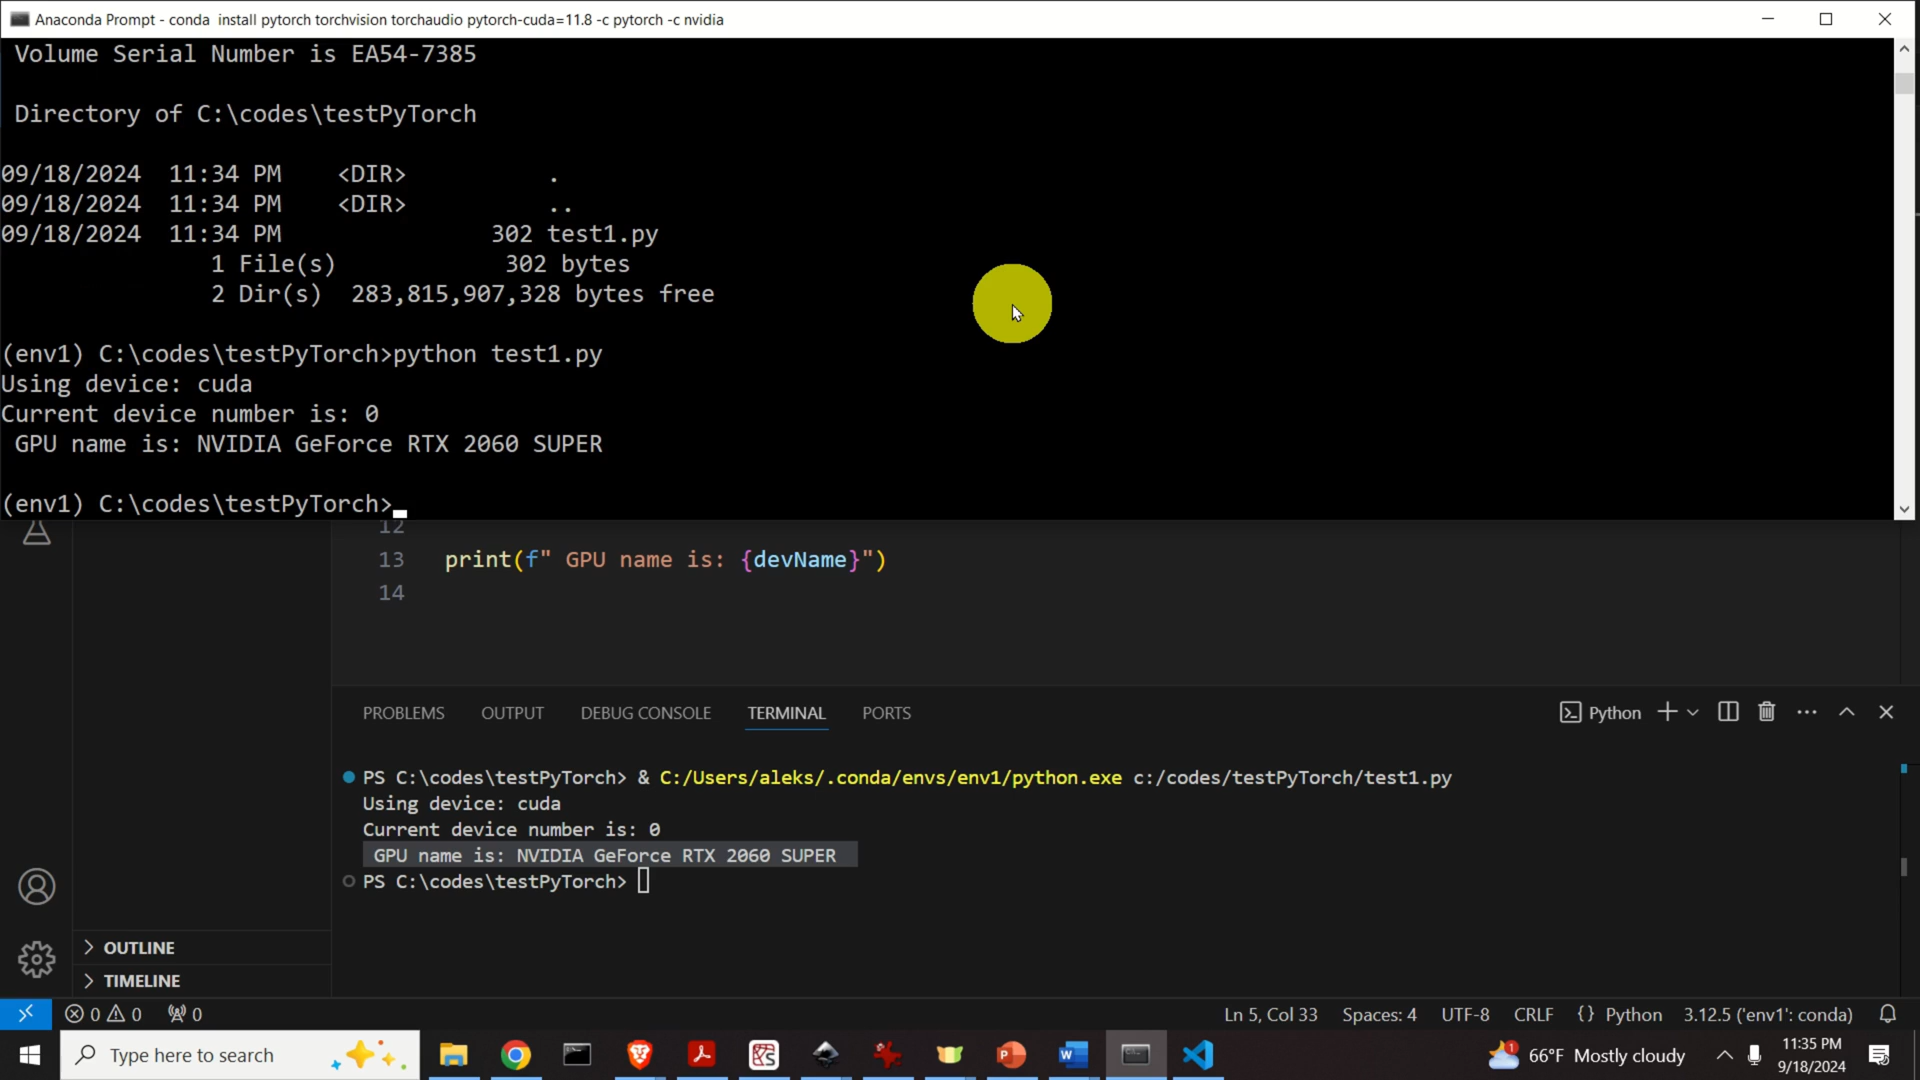 Anaconda Prompt - conda  install pytorch torchvision torchaudio pytorch-cuda=11.8 -c pytorch -c nvidia
Volume Serial Number is EA54-7385
Directory of C:\codes\testPyTorch
09/18/2024  11:34 PM    <DIR>          .
09/18/2024  11:34 PM    <DIR>          ..
09/18/2024  11:34 PM               302 test1.py
1 File(s)            302 bytes
2 Dir(s)  283,815,907,328 bytes free
(env1) C:\codes\testPyTorch>python test1.py
Using device: cuda
Current device number is: 0
GPU name is: NVIDIA GeForce RTX 2060 SUPER
(env1) C:\codes\testPyTorch>
12
13 print(f" GPU name is: {devName}")
14
PROBLEMS OUTPUT DEBUG CONSOLE TERMINAL PORTS Python
PS C:\codes\testPyTorch> & C:/Users/aleks/.conda/envs/env1/python.exe c:/codes/testPyTorch/test1.py
Using device: cuda
Current device number is: 0
GPU name is: NVIDIA GeForce RTX 2060 SUPER
PS C:\codes\testPyTorch>
OUTLINE
TIMELINE
0 0 0 Ln 5, Col 33 Spaces: 4 UTF-8 CRLF {} Python 3.12.5 ('env1': conda)
Type here to search 1 66°F Mostly cloudy 11:35 PM
9/18/2024